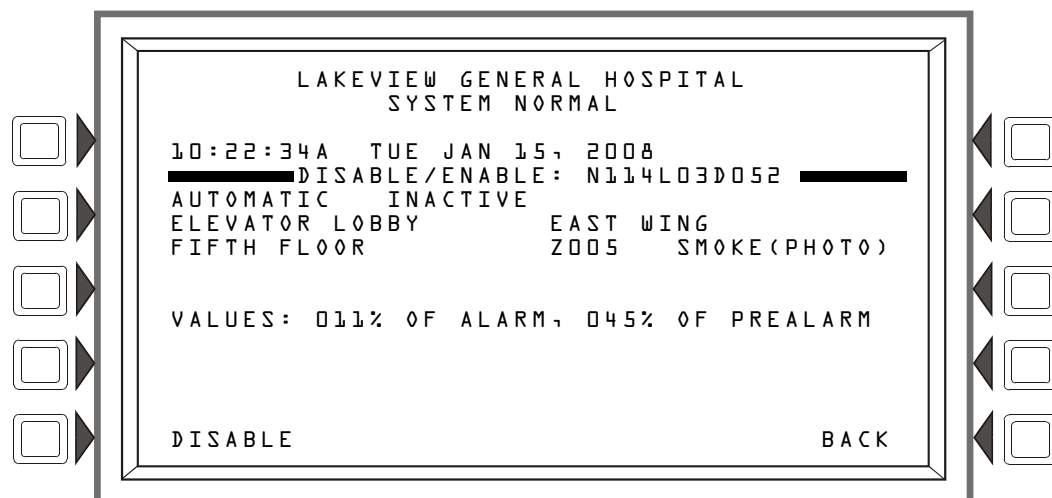 LAKEVIEW GENERAL HOSPITAL
SYSTEM NORMAL
10:22:34A TUE JAN 15, 2008
DISABLE/ENABLE: N114L03D052
AUTOMATIC INACTIVE
ELEVATOR LOBBY EAST WING
FIFTH FLOOR Z005 SMOKE(PHOTO)
VALUES: 011% OF ALARM, 045% OF PREALARM
DISABLE BACK